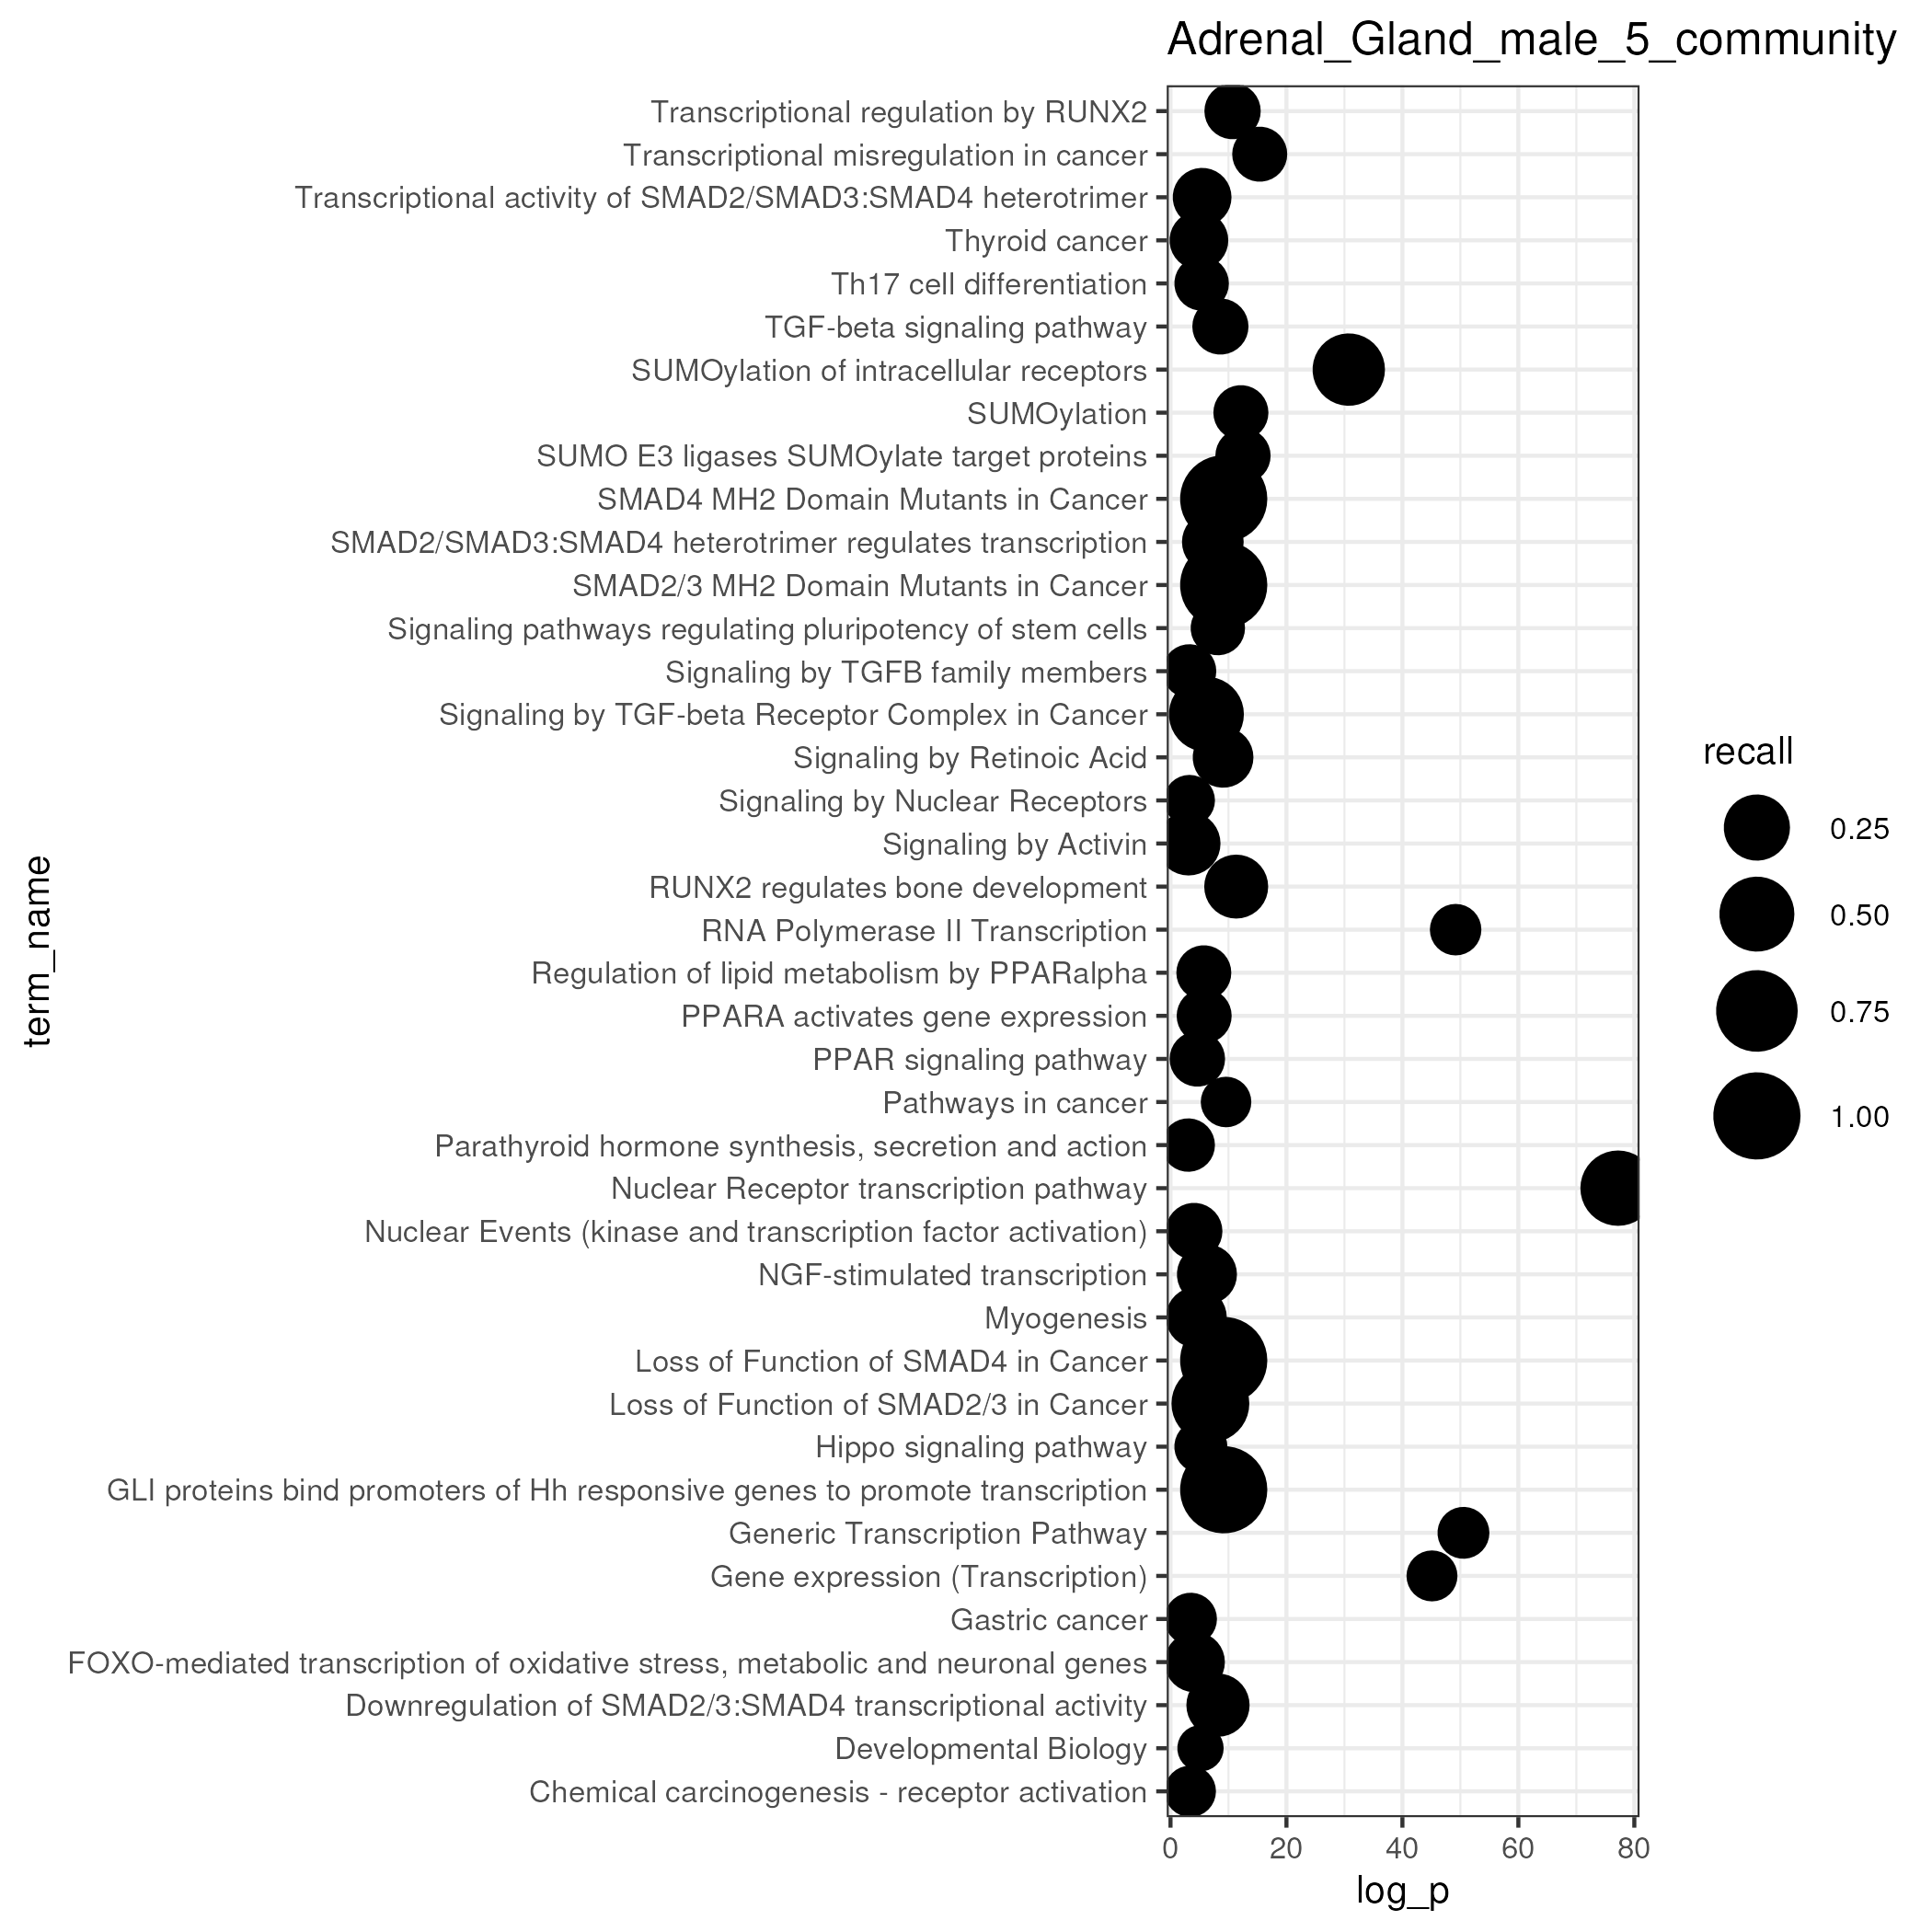 Adrenal_Gland_male_5_community
Transcriptional regulation by RUNX2
Transcriptional misregulation in cancer
Transcriptional activity of SMAD2/SMAD3:SMAD4 heterotrimer
Thyroid cancer
Th17 cell differentiation
TGF-beta signaling pathway
SUMOylation of intracellular receptors
SUMOylation
SUMO E3 ligases SUMOylate target proteins
SMAD4 MH2 Domain Mutants in Cancer
SMAD2/SMAD3:SMAD4 heterotrimer regulates transcription
SMAD2/3 MH2 Domain Mutants in Cancer
Signaling pathways regulating pluripotency of stem cells
Signaling by TGFB family members
Signaling by TGF-beta Receptor Complex in Cancer
Signaling by Retinoic Acid
Signaling by Nuclear Receptors
Signaling by Activin
RUNX2 regulates bone development
RNA Polymerase II Transcription
Regulation of lipid metabolism by PPARalpha
PPARA activates gene expression
PPAR signaling pathway
Pathways in cancer
Parathyroid hormone synthesis, secretion and action
Nuclear Receptor transcription pathway
Nuclear Events (kinase and transcription factor activation)
NGF-stimulated transcription
Myogenesis
Loss of Function of SMAD4 in Cancer
Loss of Function of SMAD2/3 in Cancer
Hippo signaling pathway
GLI proteins bind promoters of Hh responsive genes to promote transcription
Generic Transcription Pathway
Gene expression (Transcription)
Gastric cancer
FOXO-mediated transcription of oxidative stress, metabolic and neuronal genes
Downregulation of SMAD2/3:SMAD4 transcriptional activity
Developmental Biology
Chemical carcinogenesis - receptor activation
term_name
0 20 40 60 80
log_p
recall
0.25
0.50
0.75
1.00